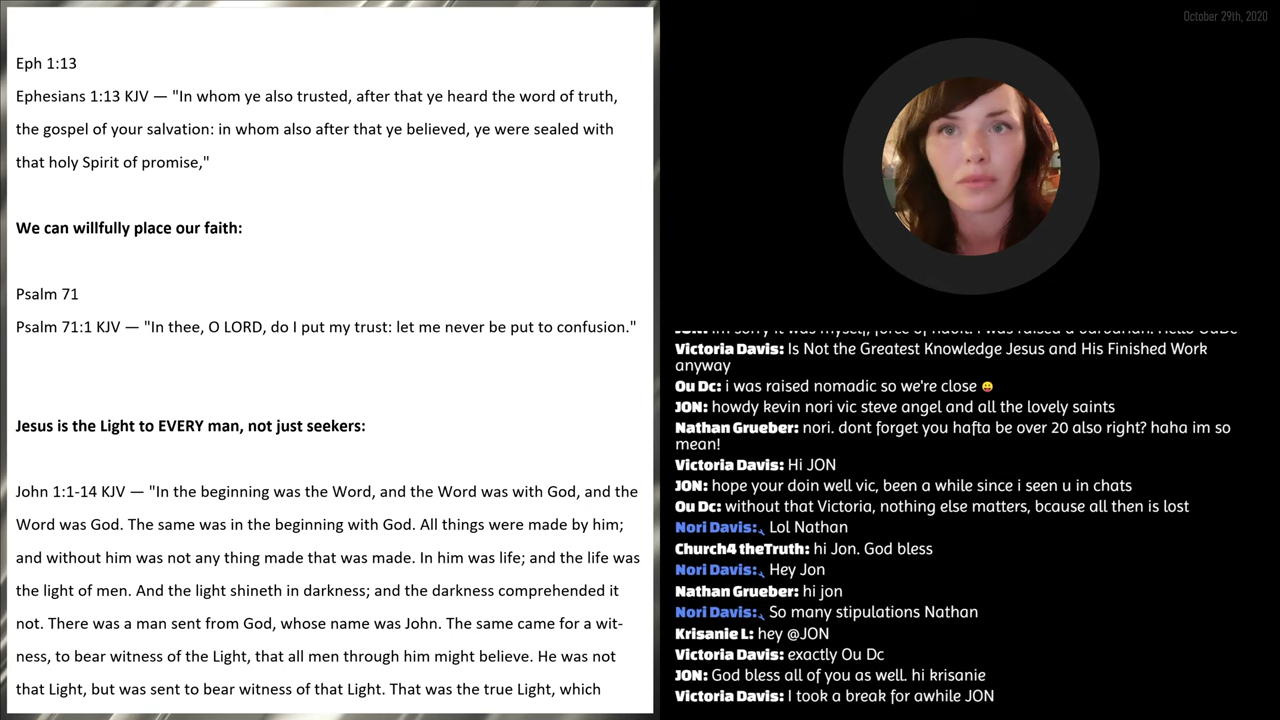 Eph 1:13
Ephesians 1:13 KJV — "In whom ye also trusted, after that ye heard the word of truth,
the gospel of your salvation: in whom also after that ye believed, ye were sealed with
that holy Spirit of promise,"
We can willfully place our faith:
Psalm 71
Psalm 71:1 KJV — "In thee, O LORD, do I put my trust: let me never be put to confusion."
Jesus is the Light to EVERY man, not just seekers:
John 1:1-14 KJV — "In the beginning was the Word, and the Word was with God, and the
Word was God. The same was in the beginning with God. All things were made by him;
and without him was not any thing made that was made. In him was life; and the life was
the light of men. And the light shineth in darkness; and the darkness comprehended it
not. There was a man sent from God, whose name was John. The same came for a wit-
ness, to bear witness of the Light, that all men through him might believe. He was not
that Light, but was sent to bear witness of that Light. That was the true Light, which
October 29th, 2020
JON: im sorry it was myself, force of habit. i was raised a barbarian. Hello OuDc
Victoria Davis: Is Not the Greatest Knowledge Jesus and His Finished Work
anyway
Ou Dc: i was raised nomadic so we're close 😛
JON: howdy kevin nori vic steve angel and all the lovely saints
Nathan Grueber: nori. dont forget you hafta be over 20 also right? haha im so
mean!
Victoria Davis: Hi JON
JON: hope your doin well vic, been a while since i seen u in chats
Ou Dc: without that Victoria, nothing else matters, bcause all then is lost
Nori Davis: Lol Nathan
Church4 theTruth: hi Jon. God bless
Nori Davis: Hey Jon
Nathan Grueber: hi jon
Nori Davis: So many stipulations Nathan
Krisanie L: hey @JON
Victoria Davis: exactly Ou Dc
JON: God bless all of you as well. hi krisanie
Victoria Davis: I took a break for awhile JON